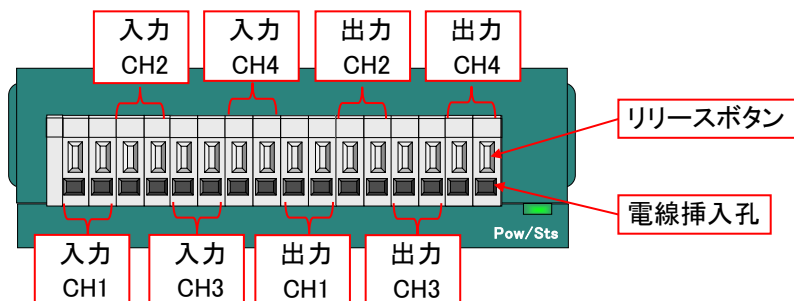 入力
CH2
入力
CH4
出力
CH2
出力
CH4
リリースボタン
電線挿入孔
Pow/Sts
入力
CH1
入力
CH3
出力
CH1
出力
CH3